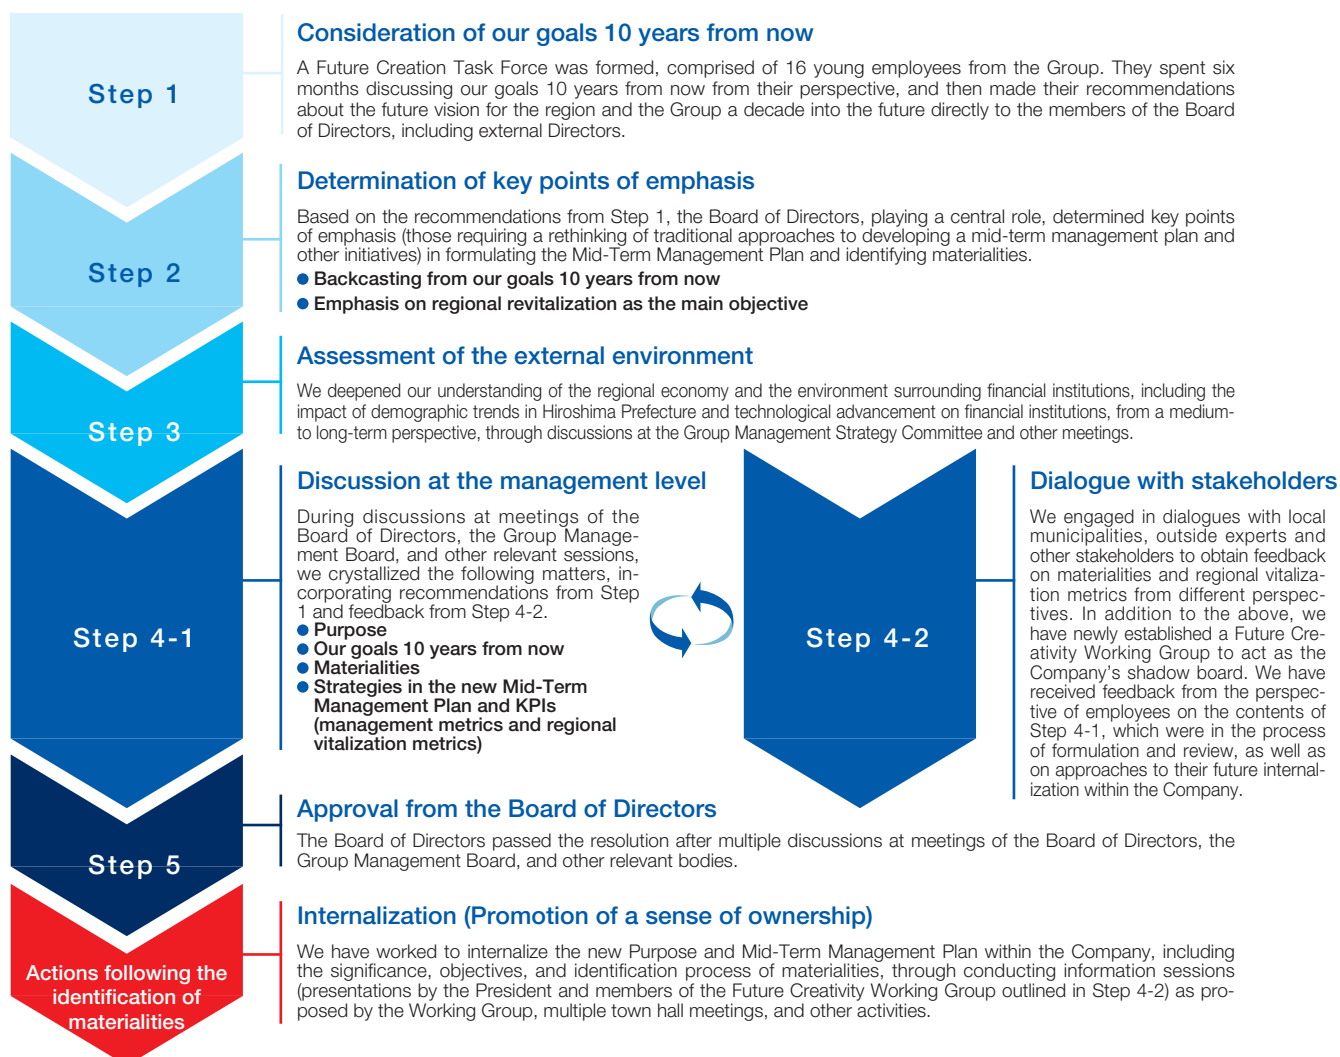 Step 1
Consideration of our goals 10 years from now
A Future Creation Task Force was formed, comprised of 16 young employees from the Group. They spent six
months discussing our goals 10 years from now from their perspective, and then made their recommendations
about the future vision for the region and the Group a decade into the future directly to the members of the Board
of Directors, including external Directors.
Step 2
Determination of key points of emphasis
Based on the recommendations from Step 1, the Board of Directors, playing a central role, determined key points
of emphasis (those requiring a rethinking of traditional approaches to developing a mid-term management plan and
other initiatives) in formulating the Mid-Term Management Plan and identifying materialities.
● Backcasting from our goals 10 years from now
● Emphasis on regional revitalization as the main objective
Step 3
Assessment of the external environment
We deepened our understanding of the regional economy and the environment surrounding financial institutions, including the
impact of demographic trends in Hiroshima Prefecture and technological advancement on financial institutions, from a medium-
to long-term perspective, through discussions at the Group Management Strategy Committee and other meetings.
Step 4-1
Discussion at the management level
During discussions at meetings of the
Board of Directors, the Group Manage-
ment Board, and other relevant sessions,
we crystallized the following matters, in-
corporating recommendations from Step
1 and feedback from Step 4-2.
● Purpose
● Our goals 10 years from now
● Materialities
● Strategies in the new Mid-Term
Management Plan and KPIs
(management metrics and regional
vitalization metrics)
Step 4-2
Dialogue with stakeholders
We engaged in dialogues with local
municipalities, outside experts and
other stakeholders to obtain feedback
on materialities and regional vitaliza-
tion metrics from different perspec-
tives. In addition to the above, we
have newly established a Future Cre-
ativity Working Group to act as the
Company's shadow board. We have
received feedback from the perspec-
tive of employees on the contents of
Step 4-1, which were in the process
of formulation and review, as well as
on approaches to their future internal-
ization within the Company.
Step 5
Approval from the Board of Directors
The Board of Directors passed the resolution after multiple discussions at meetings of the Board of Directors, the
Group Management Board, and other relevant bodies.
Actions following the
identification of
materialities
Internalization (Promotion of a sense of ownership)
We have worked to internalize the new Purpose and Mid-Term Management Plan within the Company, including
the significance, objectives, and identification process of materialities, through conducting information sessions
(presentations by the President and members of the Future Creativity Working Group outlined in Step 4-2) as pro-
posed by the Working Group, multiple town hall meetings, and other activities.